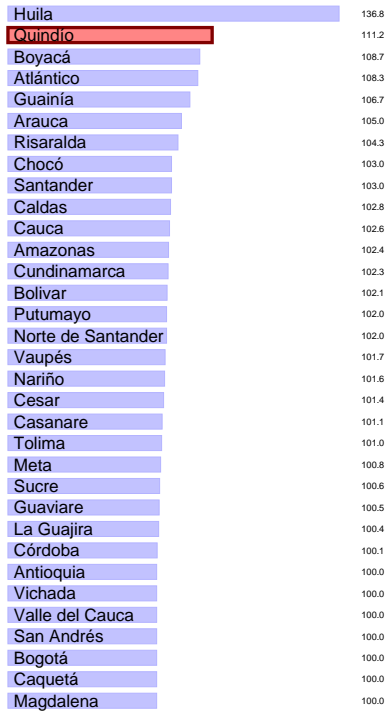 Huila 136.8
Quindío 111.2
Boyacá 108.7
Atlántico 108.3
Guainía 106.7
Arauca 105.0
Risaralda 104.3
Chocó 103.0
Santander 103.0
Caldas 102.8
Cauca 102.6
Amazonas 102.4
Cundinamarca 102.3
Bolivar 102.1
Putumayo 102.0
Norte de Santander 102.0
Vaupés 101.7
Nariño 101.6
Cesar 101.4
Casanare 101.1
Tolima 101.0
Meta 100.8
Sucre 100.6
Guaviare 100.5
La Guajira 100.4
Córdoba 100.1
Antioquia 100.0
Vichada 100.0
Valle del Cauca 100.0
San Andrés 100.0
Bogotá 100.0
Caquetá 100.0
Magdalena 100.0